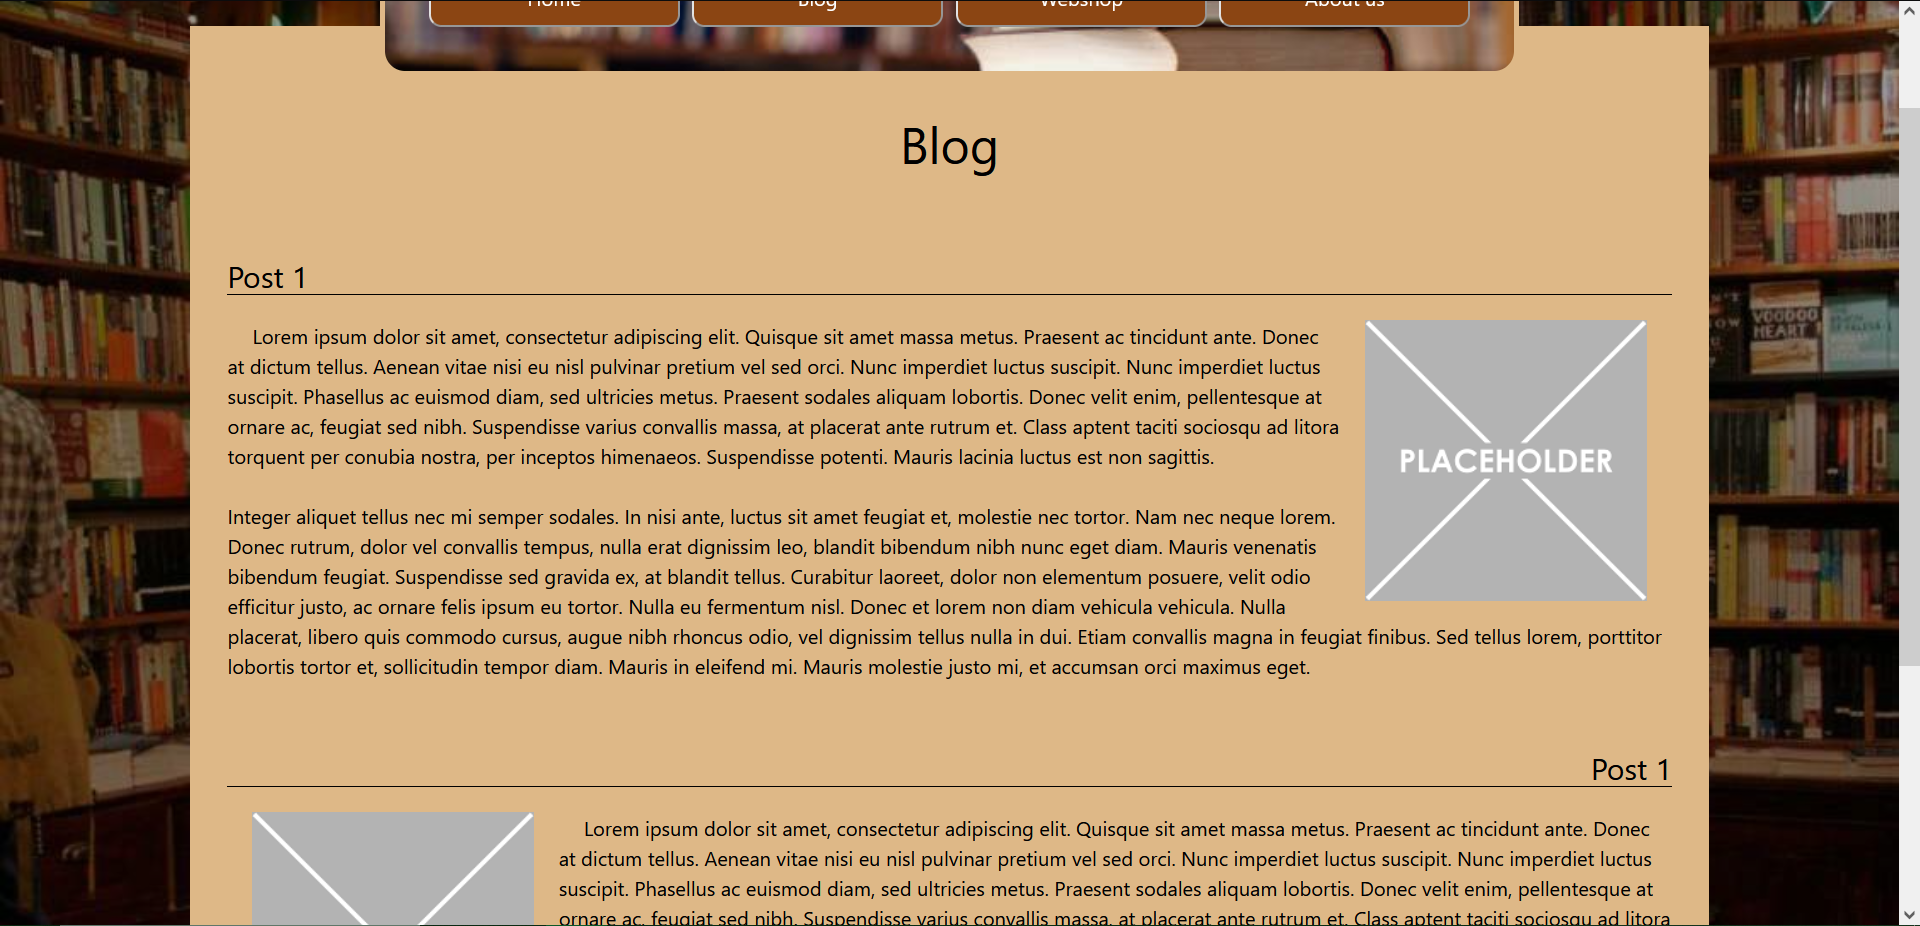 Home Blog Webshop About us
Blog
Post 1
Lorem ipsum dolor sit amet, consectetur adipiscing elit. Quisque sit amet massa metus. Praesent ac tincidunt ante. Donec
at dictum tellus. Aenean vitae nisi eu nisl pulvinar pretium vel sed orci. Nunc imperdiet luctus suscipit. Nunc imperdiet luctus
suscipit. Phasellus ac euismod diam, sed ultricies metus. Praesent sodales aliquam lobortis. Donec velit enim, pellentesque at
ornare ac, feugiat sed nibh. Suspendisse varius convallis massa, at placerat ante rutrum et. Class aptent taciti sociosqu ad litora
torquent per conubia nostra, per inceptos himenaeos. Suspendisse potenti. Mauris lacinia luctus est non sagittis.
PLACEHOLDER
Integer aliquet tellus nec mi semper sodales. In nisi ante, luctus sit amet feugiat et, molestie nec tortor. Nam nec neque lorem.
Donec rutrum, dolor vel convallis tempus, nulla erat dignissim leo, blandit bibendum nibh nunc eget diam. Mauris venenatis
bibendum feugiat. Suspendisse sed gravida ex, at blandit tellus. Curabitur laoreet, dolor non elementum posuere, velit odio
efficitur justo, ac ornare felis ipsum eu tortor. Nulla eu fermentum nisl. Donec et lorem non diam vehicula vehicula. Nulla
placerat, libero quis commodo cursus, augue nibh rhoncus odio, vel dignissim tellus nulla in dui. Etiam convallis magna in feugiat finibus. Sed tellus lorem, porttitor
lobortis tortor et, sollicitudin tempor diam. Mauris in eleifend mi. Mauris molestie justo mi, et accumsan orci maximus eget.
Post 1
Lorem ipsum dolor sit amet, consectetur adipiscing elit. Quisque sit amet massa metus. Praesent ac tincidunt ante. Donec
at dictum tellus. Aenean vitae nisi eu nisl pulvinar pretium vel sed orci. Nunc imperdiet luctus suscipit. Nunc imperdiet luctus
suscipit. Phasellus ac euismod diam, sed ultricies metus. Praesent sodales aliquam lobortis. Donec velit enim, pellentesque at
ornare ac, feugiat sed nibh. Suspendisse varius convallis massa, at placerat ante rutrum et. Class aptent taciti sociosqu ad litora
VOODOO
HEART